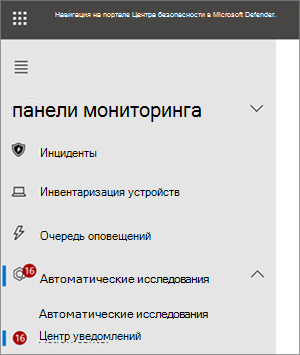 Навигация на портале Центра безопасности в Microsoft Defender.
панели мониторинга
Инциденты
Инвентаризация устройств
Очередь оповещений
16
Автоматические исследования
Автоматические исследования
16 Центр уведомлений